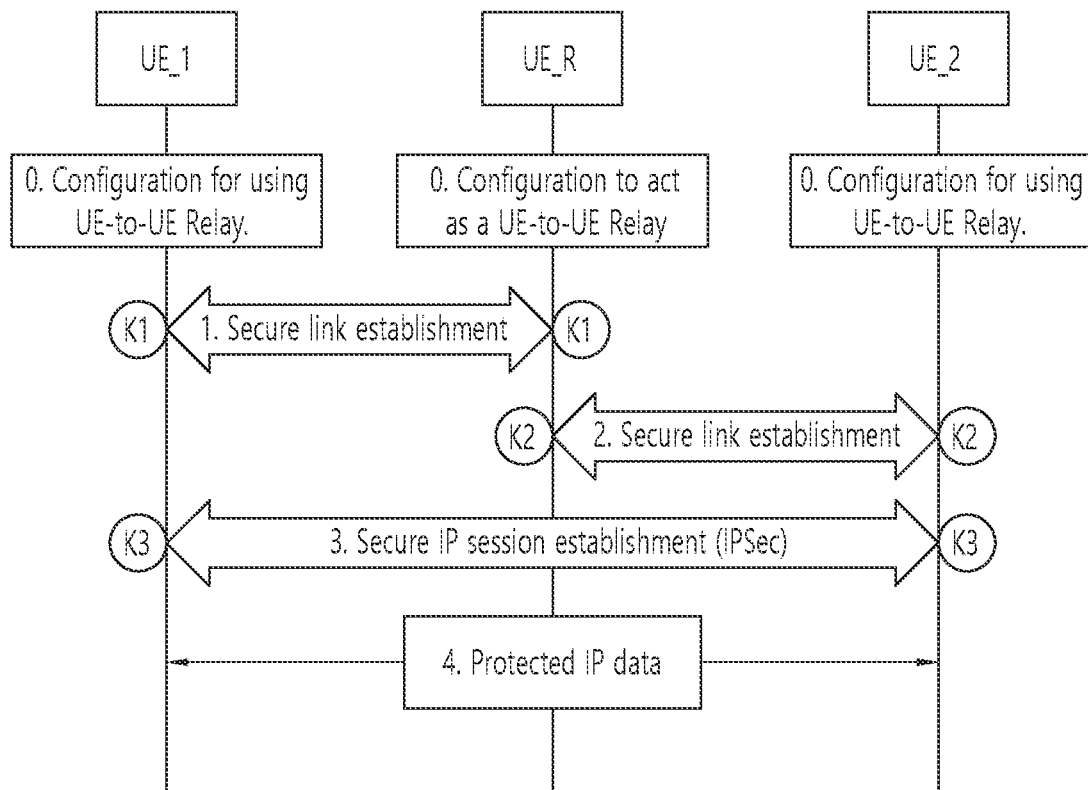 UE_1
UE_R
UE_2
0. Configuration for using
UE-to-UE Relay.
0. Configuration to act
as a UE-to-UE Relay
0. Configuration for using
UE-to-UE Relay.
K1
1. Secure link establishment
K1
K2
2. Secure link establishment
K2
K3
3. Secure IP session establishment (IPSec)
K3
4. Protected IP data